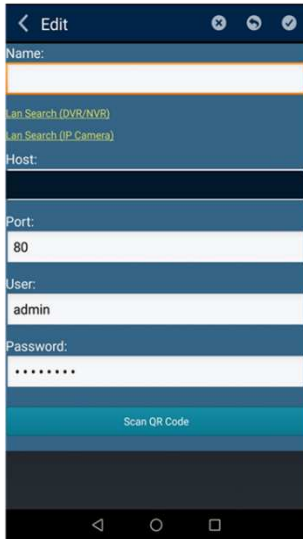 Edit
Name:
Lan Search (DVR/NVR)
Lan Search (IP Camera)
Host:
Port:
80
User:
admin
Password:
••••••••
Scan QR Code